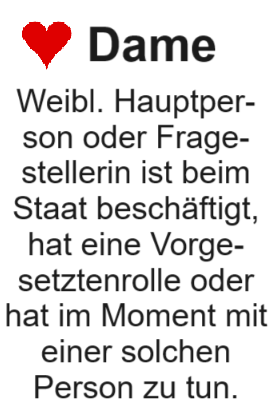 Dame
Weibl. Hauptper-
son oder Frage-
stellerin ist beim
Staat beschäftigt,
hat eine Vorge-
setztenrolle oder
hat im Moment mit
einer solchen
Person zu tun.